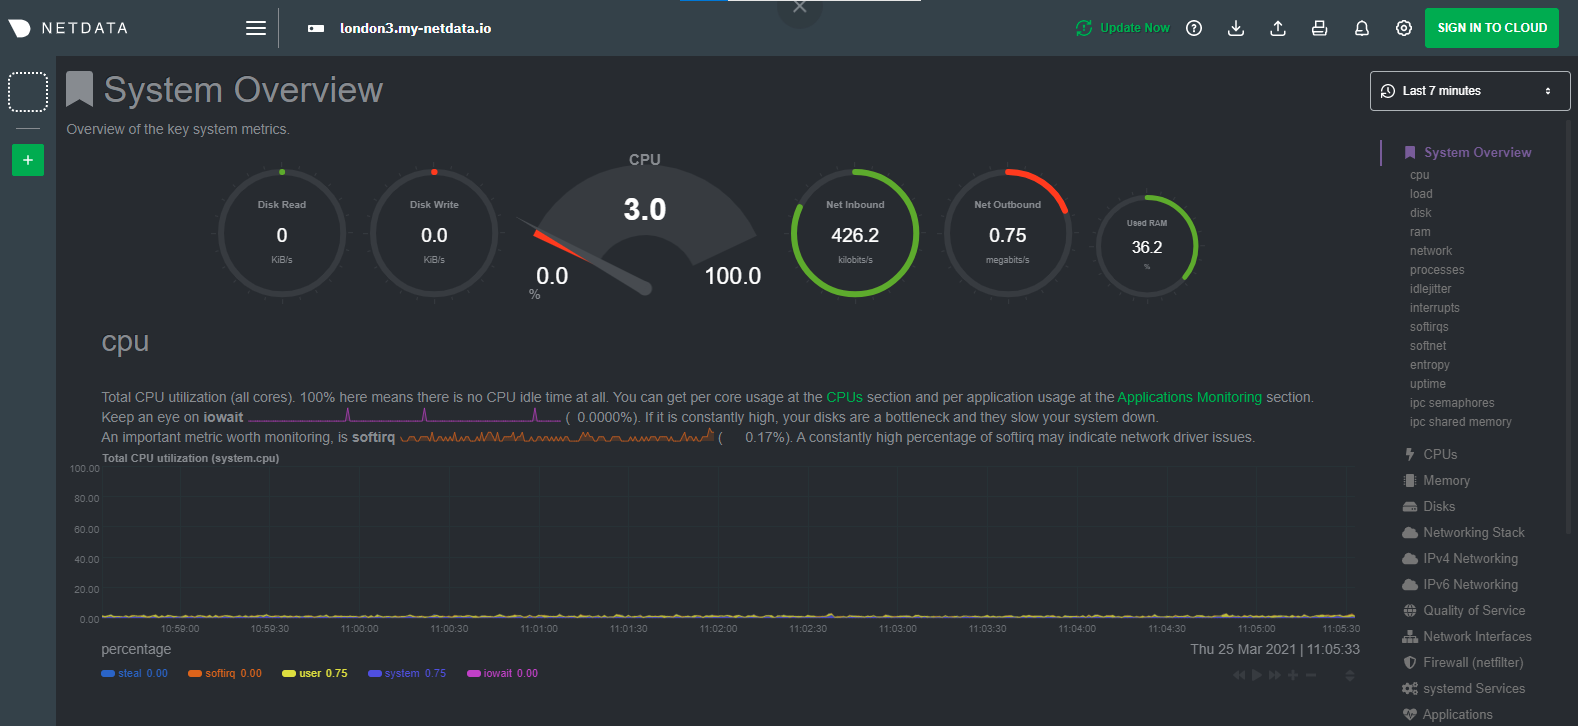 NETDATA
london3.my-netdata.io
Update Now
SIGN IN TO CLOUD
System Overview
Overview of the key system metrics.
Last 7 minutes
Disk Read
0
KiB/s
Disk Write
0.0
KiB/s
CPU
3.0
0.0
100.0
%
Net Inbound
426.2
kilobits/s
Net Outbound
0.75
megabits/s
Used RAM
36.2
%
cpu
Total CPU utilization (all cores). 100% here means there is no CPU idle time at all. You can get per core usage at the CPUs section and per application usage at the Applications Monitoring section.
Keep an eye on iowait ( 0.0000%). If it is constantly high, your disks are a bottleneck and they slow your system down.
An important metric worth monitoring, is softirq ( 0.17%). A constantly high percentage of softirq may indicate network driver issues.
Total CPU utilization (system.cpu)
100.00
80.00
60.00
40.00
20.00
0.00
10:59:00 10:59:30 11:00:00 11:00:30 11:01:00 11:01:30 11:02:00 11:02:30 11:03:00 11:03:30 11:04:00 11:04:30 11:05:00 11:05:30
percentage
Thu 25 Mar 2021 | 11:05:33
steal 0.00 softirq 0.00 user 0.75 system 0.75 iowait 0.00
System Overview
cpu
load
disk
ram
network
processes
idlejitter
interrupts
softirqs
softnet
entropy
uptime
ipc semaphores
ipc shared memory
CPUs
Memory
Disks
Networking Stack
IPv4 Networking
IPv6 Networking
Quality of Service
Network Interfaces
Firewall (netfilter)
systemd Services
Applications